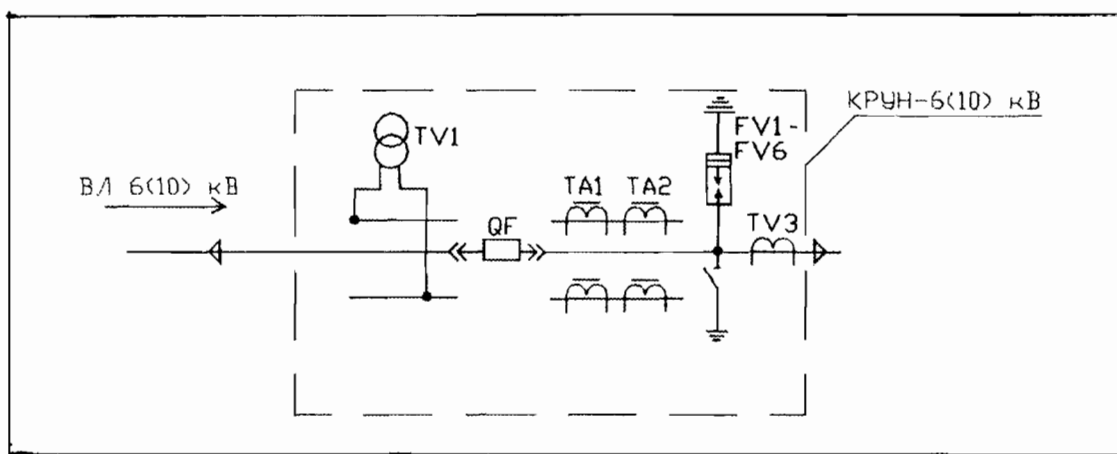 КРУН-6(10) кВ
FV1-
FV6
TV1
ВЛ 6(10) кВ
TA1 TA2
QF
TV3